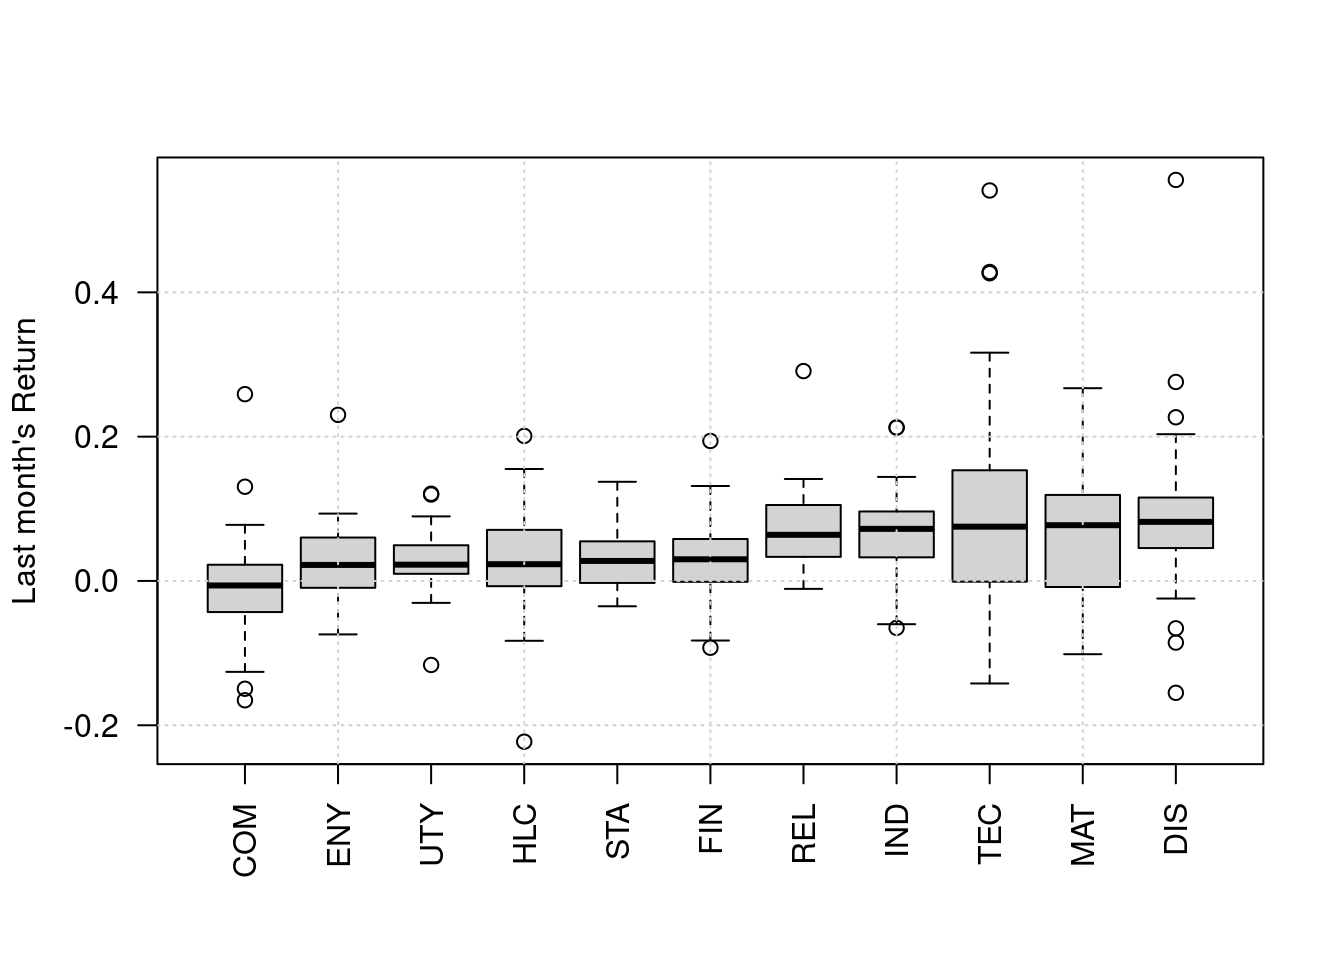 Last month's Return
0.4
0.2
0.0
-0.2
COM
ENY
UTY
HLC
STA
FIN
REL
IND
TEC
MAT
DIS